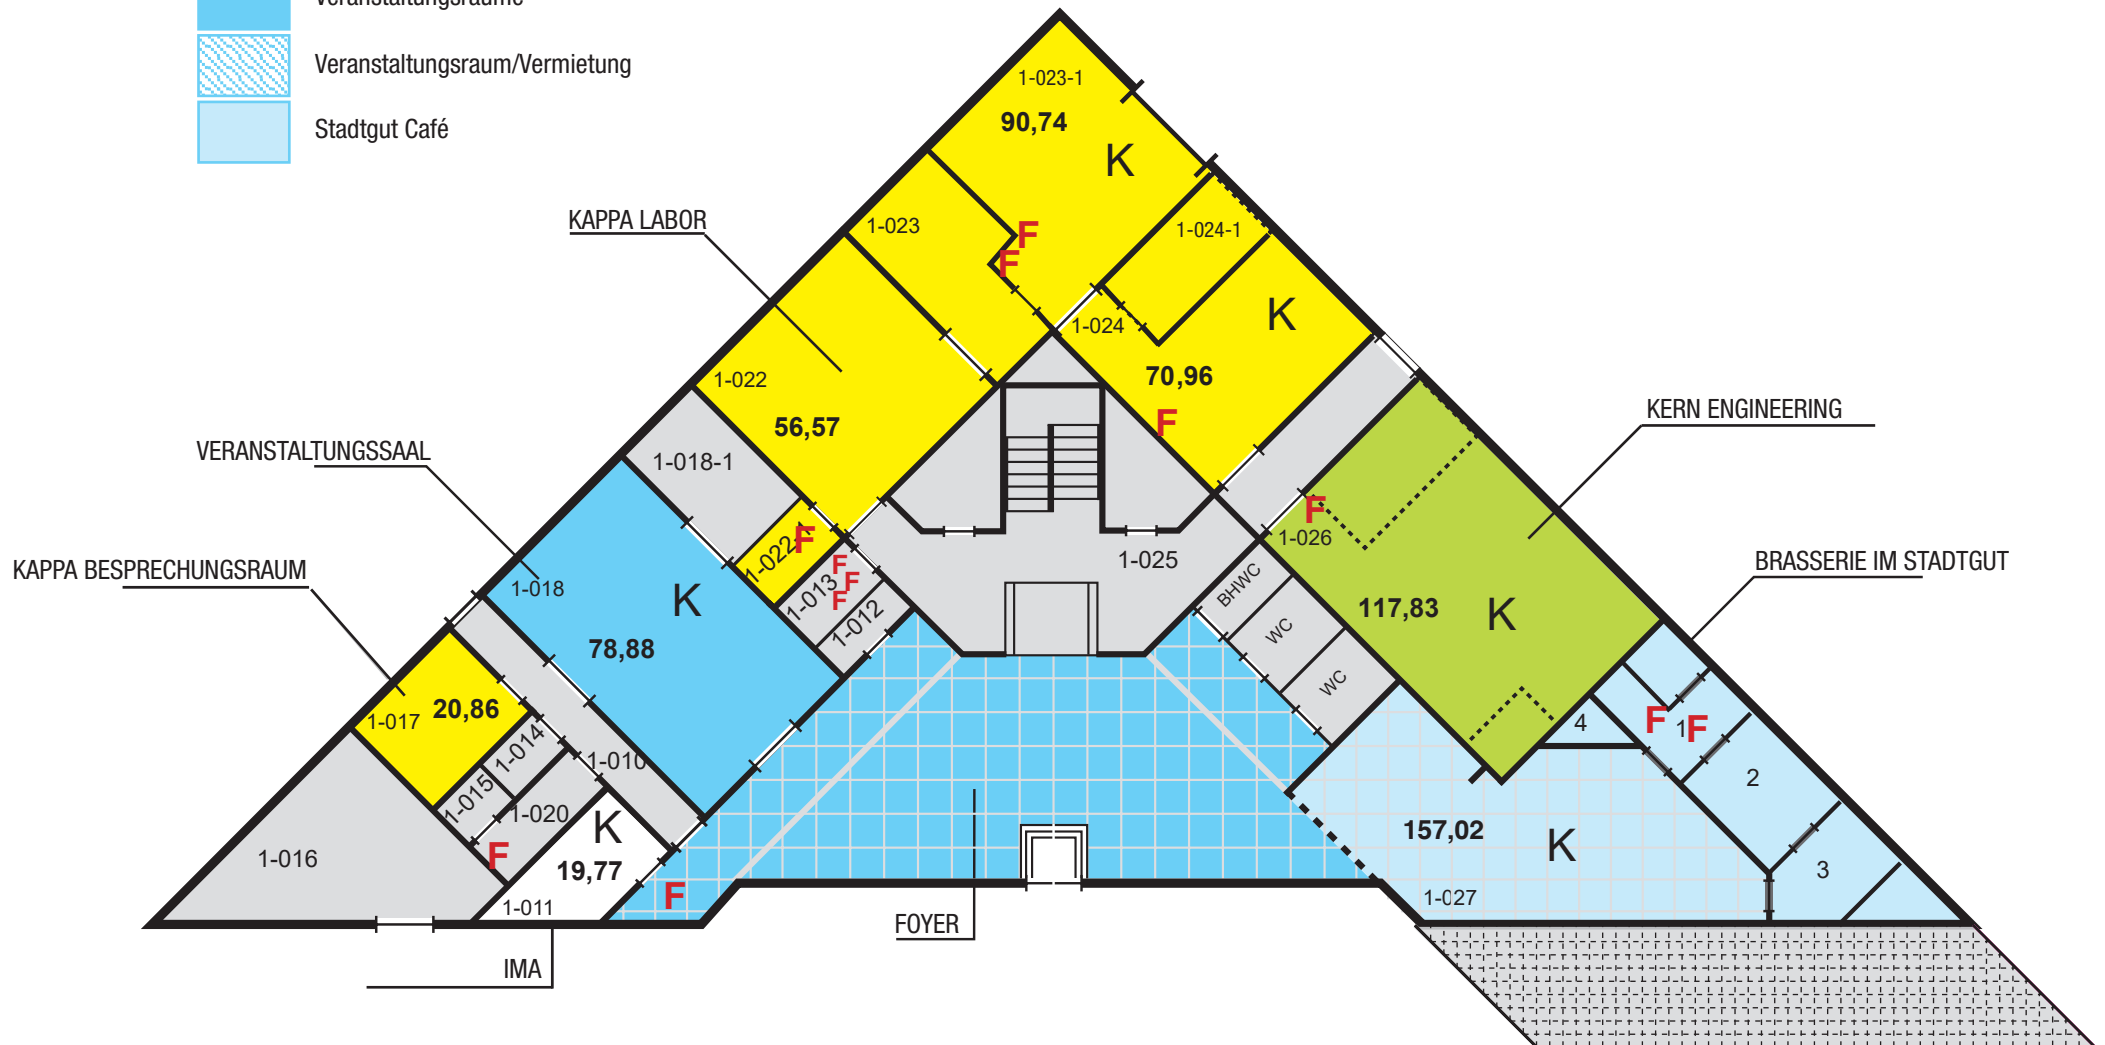 Veranstaltungsräume
Veranstaltungsraum/Vermietung
Stadtgut Café
1-023-1
90,74
K
KAPPA LABOR
1-023
1-024-1
F
F
K
1-024
1-022
70,96
56,57
F
KERN ENGINEERING
VERANSTALTUNGSSAAL
1-018-1
F
1-026
F
1-022-1
1-025
BRASSERIE IM STADTGUT
KAPPA BESPRECHUNGSRAUM
1-018
K
F
F
F
1-013
1-012
BHWC
WC
WC
117,83
K
78,88
1-017
20,86
1-014
1-010
1-015
1-020
4
F
1
F
2
K
157,02
K
1-016
F
19,77
3
F
1-011
1-027
FOYER
IMA